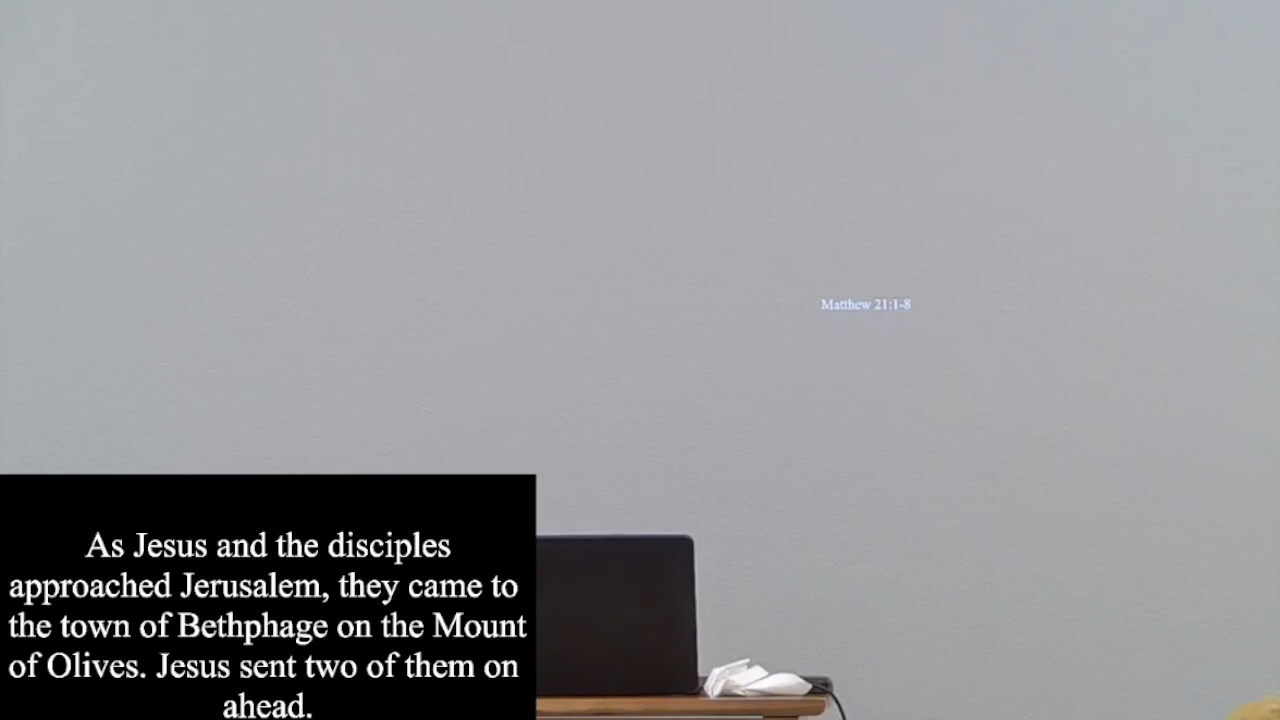 Matthew 21:1-8
As Jesus and the disciples
approached Jerusalem, they came to
the town of Bethphage on the Mount
of Olives. Jesus sent two of them on
ahead.